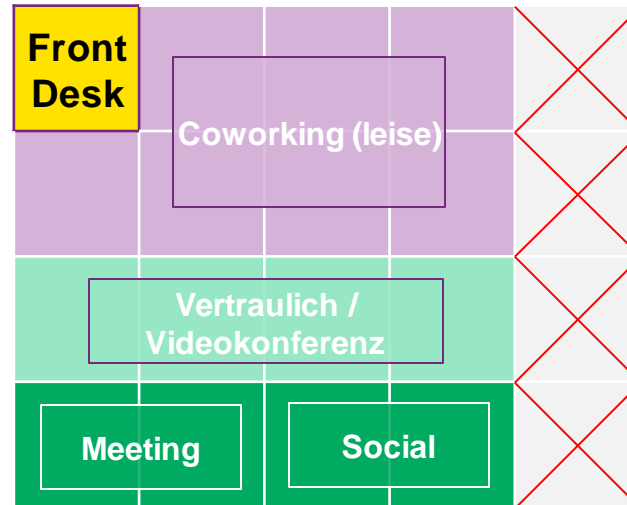 Front
Desk
Coworking (leise)
Vertraulich /
Videokonferenz
Meeting
Social